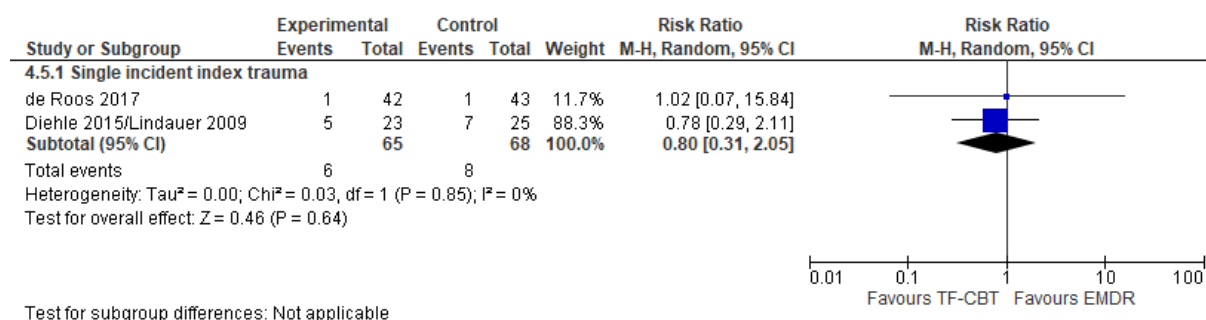 Experimental Control Risk Ratio Risk Ratio
Study or Subgroup Events Total Events Total Weight M-H, Random, 95% CI M-H, Random, 95% CI
4.5.1 Single incident index trauma
de Roos 2017 1 42 1 43 11.7% 1.02 [0.07, 15.84]
Diehle 2015/Lindauer 2009 5 23 7 25 88.3% 0.78 [0.29, 2.11]
Subtotal (95% CI) 65 68 100.0% 0.80 [0.31, 2.05]
Total events 6 8
Heterogeneity: Tau² = 0.00; Chi² = 0.03, df = 1 (P = 0.85); I² = 0%
Test for overall effect: Z = 0.46 (P = 0.64)
0.01 0.1 1 10 100
Favours TF-CBT Favours EMDR
Test for subgroup differences: Not applicable